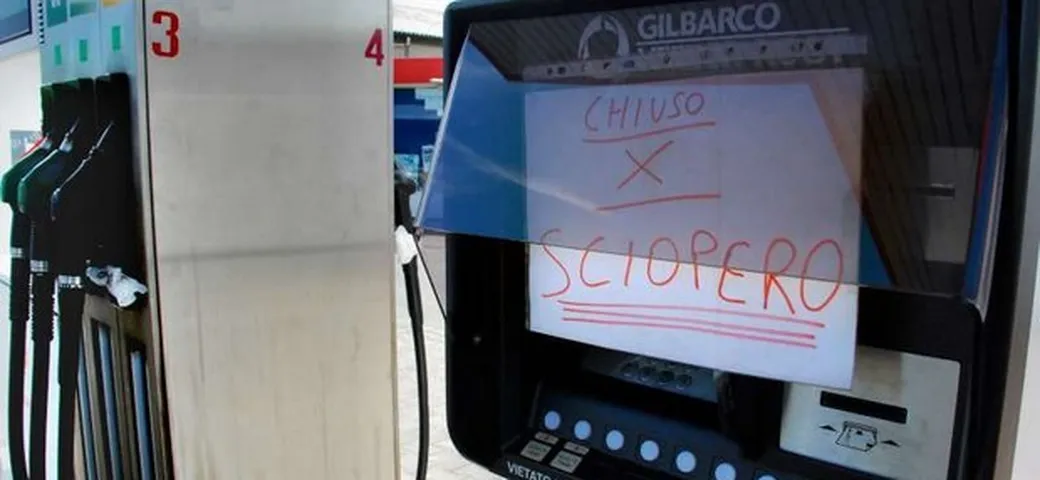 3
4
GILBARCO
CHIUSO
X
SCIOPERO
VIETATO